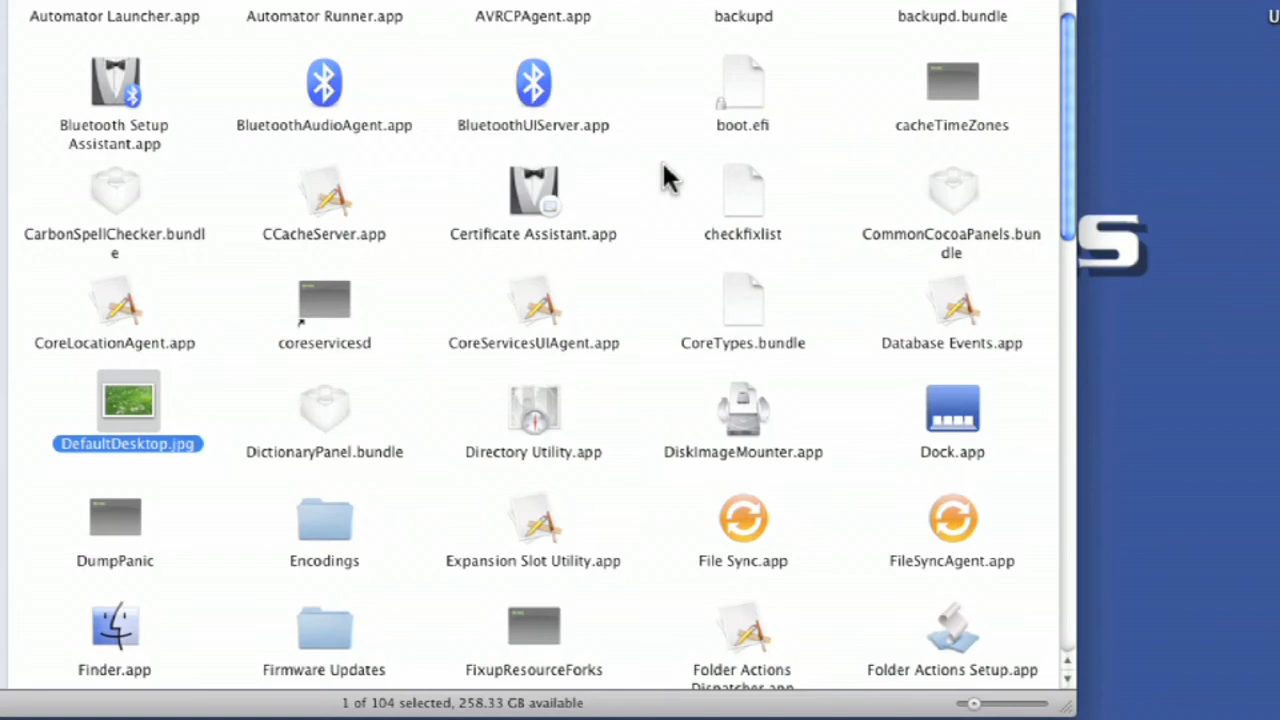 Automator Launcher.app
Automator Runner.app
AVRCPAgent.app
backupd
backupd.bundle
Bluetooth Setup
Assistant.app
BluetoothAudioAgent.app
BluetoothUIServer.app
boot.efi
cacheTimeZones
CarbonSpellChecker.bundl
e
CCacheServer.app
Certificate Assistant.app
checkfixlist
CommonCocoaPanels.bun
dle
CoreLocationAgent.app
coreservicesd
CoreServicesUIAgent.app
CoreTypes.bundle
Database Events.app
DefaultDesktop.jpg
DictionaryPanel.bundle
Directory Utility.app
DiskImageMounter.app
Dock.app
DumpPanic
Encodings
Expansion Slot Utility.app
File Sync.app
FileSyncAgent.app
Finder.app
Firmware Updates
FixupResourceForks
Folder Actions
Dispatcher.app
Folder Actions Setup.app
1 of 104 selected, 258.33 GB available
S
U